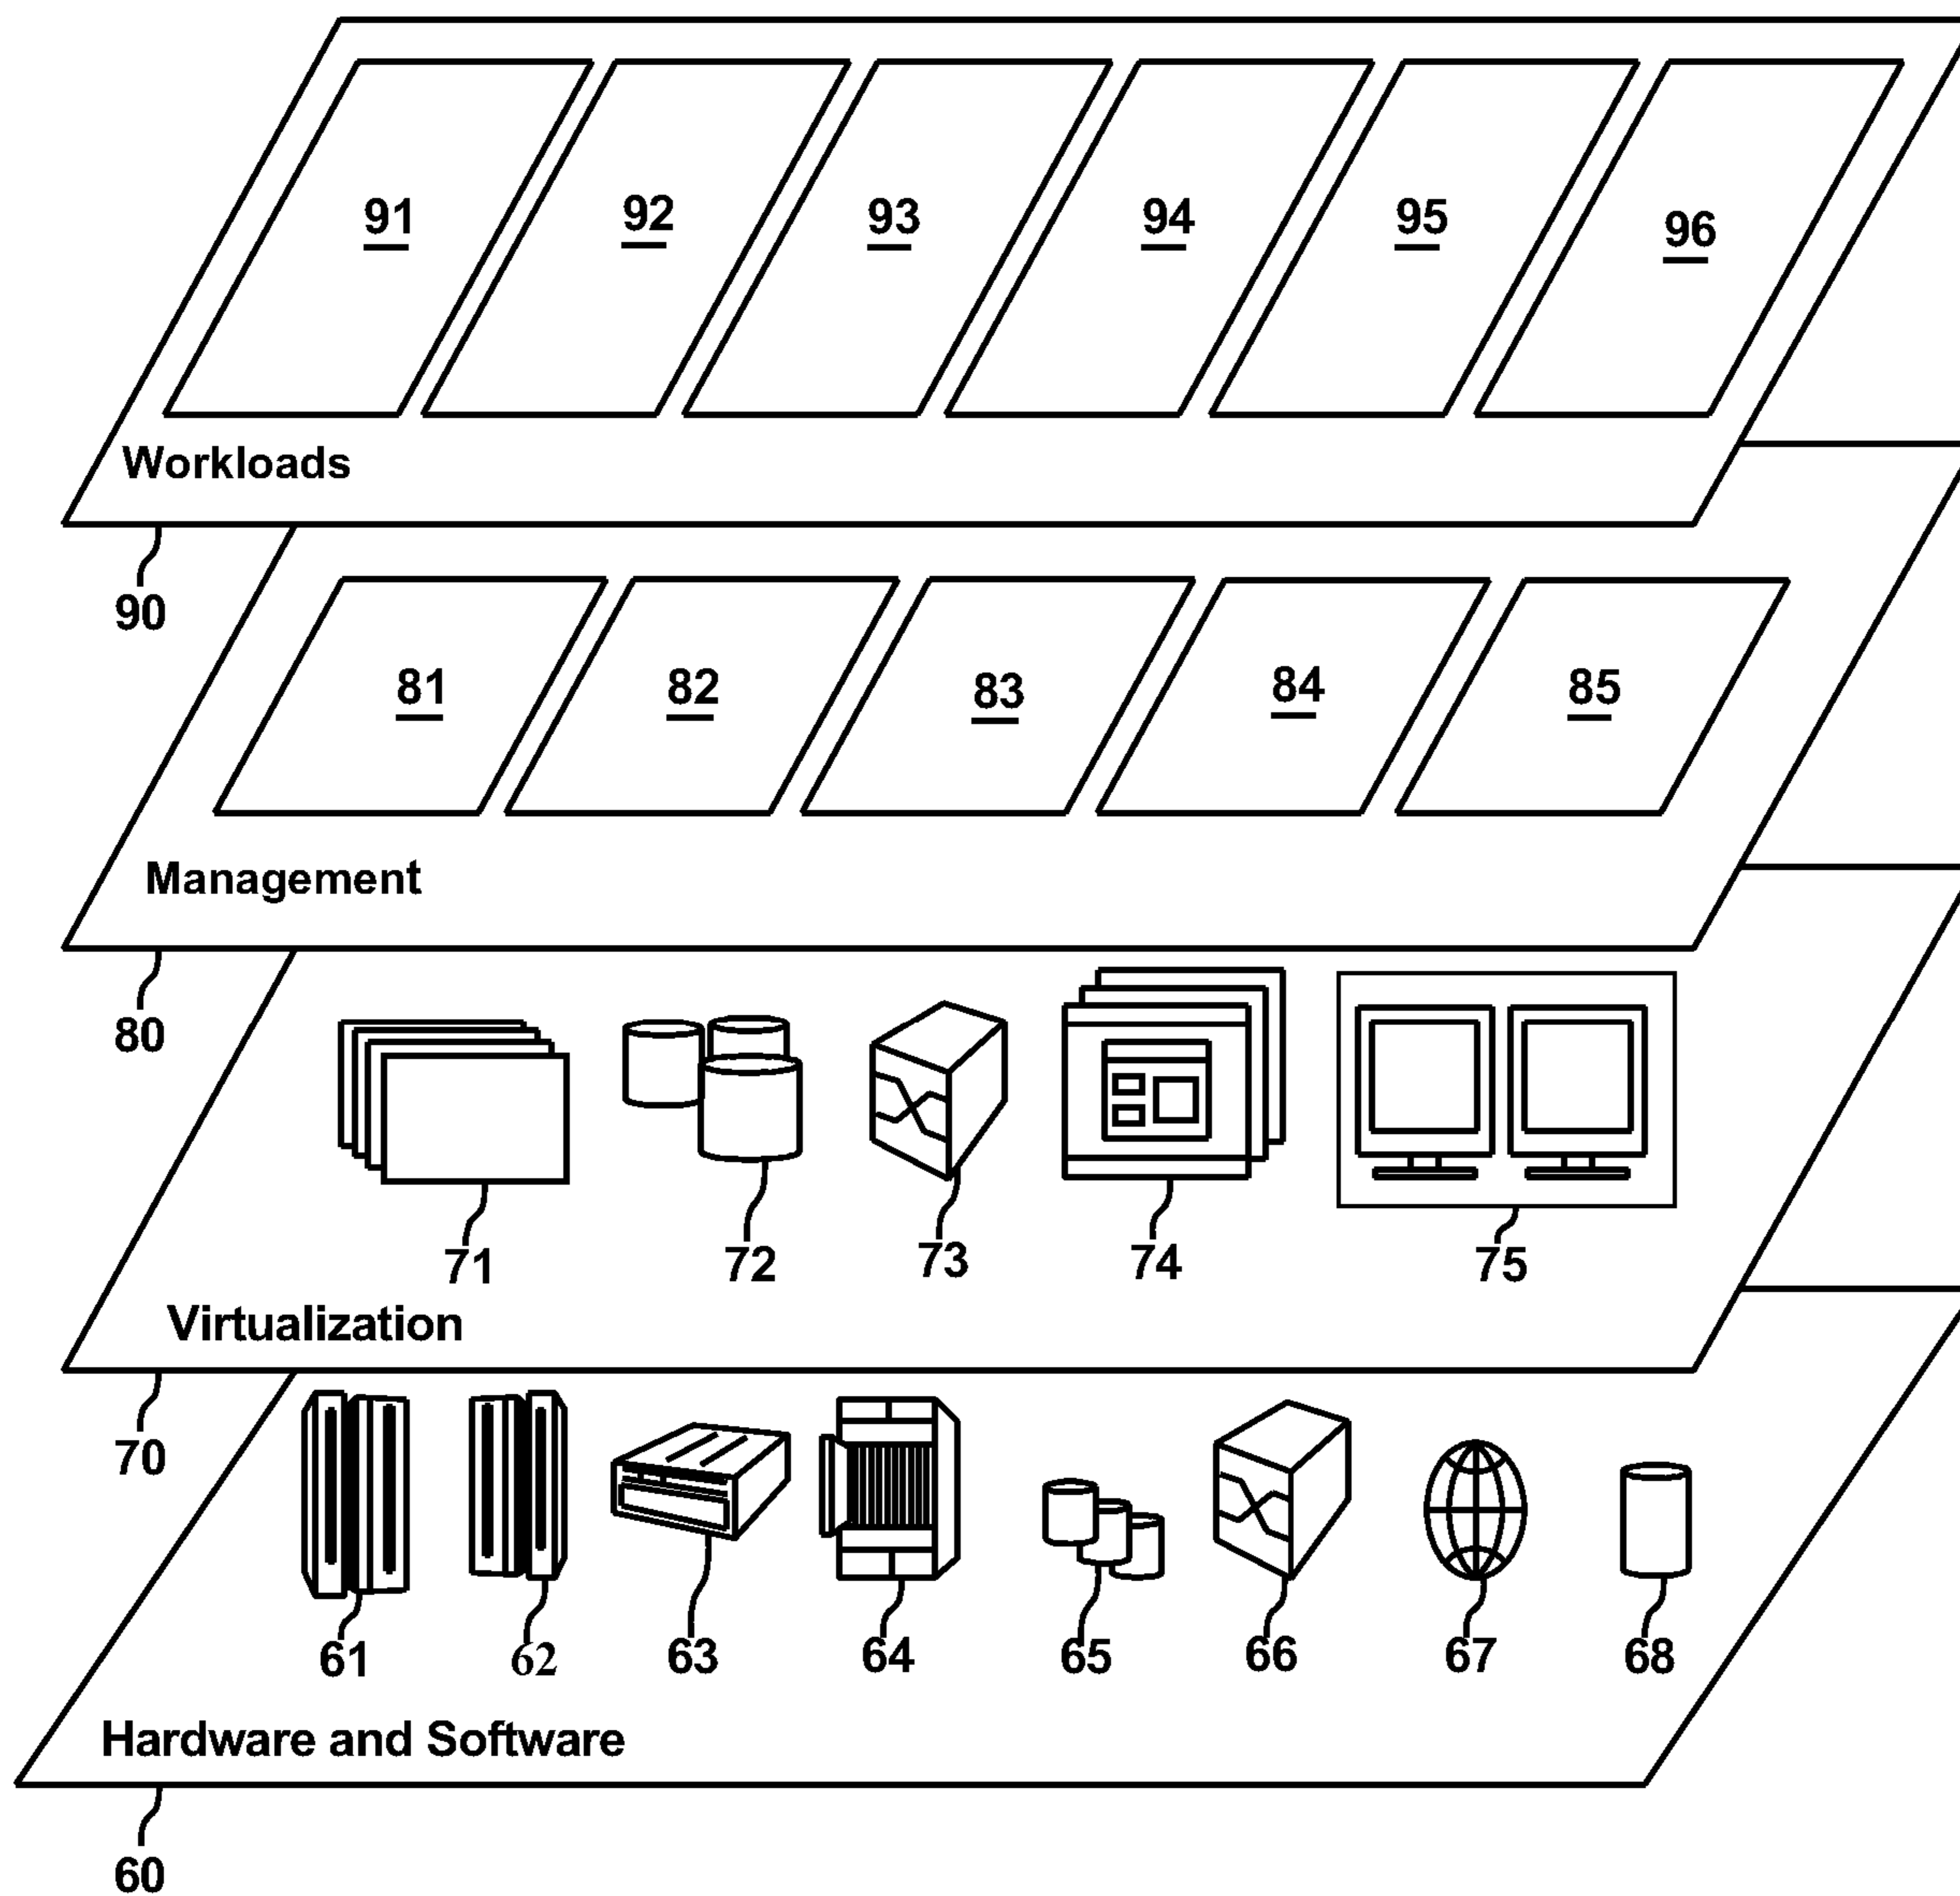 91 92 93 94 95 96
Workloads
90
81 82 83 84 85
Management
80
71 72 73 74 75
Virtualization
70
61 62 63 64 65 66 67 68
Hardware and Software
60